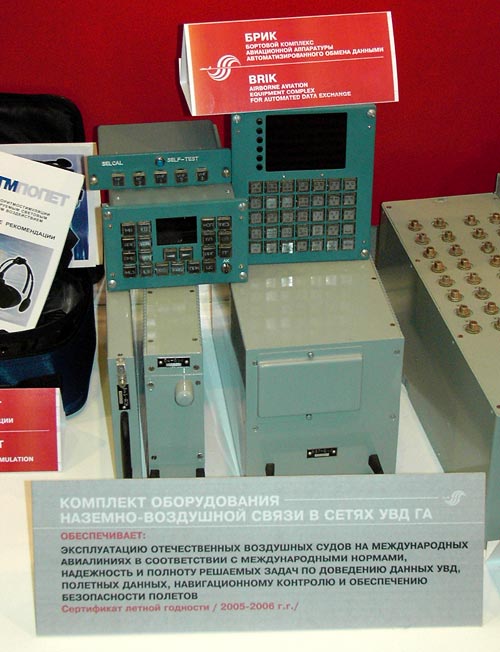 БРИК
БОРТОВОЙ КОМПЛЕКС
АВИАЦИОННОЙ АППАРАТУРЫ
АВТОМАТИЗИРОВАННОГО ОБМЕНА ДАННЫМИ
BRIK
AIRBORNE AVIATION
EQUIPMENT COMPLEX
FOR AUTOMATED DATA EXCHANGE
SELCAL
SELF-TEST
ТМПОЛЕТ
РЕКОМЕНДАЦИИ
MULATION
КОМПЛЕКТ ОБОРУДОВАНИЯ
НАЗЕМНО-ВОЗДУШНОЙ СВЯЗИ В СЕТЯХ УВД ГА
ОБЕСПЕЧИВАЕТ:
ЭКСПЛУАТАЦИЮ ОТЕЧЕСТВЕННЫХ ВОЗДУШНЫХ СУДОВ НА МЕЖДУНАРОДНЫХ
АВИАЛИНИЯХ В СООТВЕТСТВИИ С МЕЖДУНАРОДНЫМИ НОРМАМИ,
НАДЕЖНОСТЬ И ПОЛНОТУ РЕШАЕМЫХ ЗАДАЧ ПО ДОВЕДЕНИЮ ДАННЫХ УВД,
ПОЛЕТНЫХ ДАННЫХ, НАВИГАЦИОННОМУ КОНТРОЛЮ И ОБЕСПЕЧЕНИЮ
БЕЗОПАСНОСТИ ПОЛЕТОВ
Сертификат летной годности / 2005-2006 г.г./